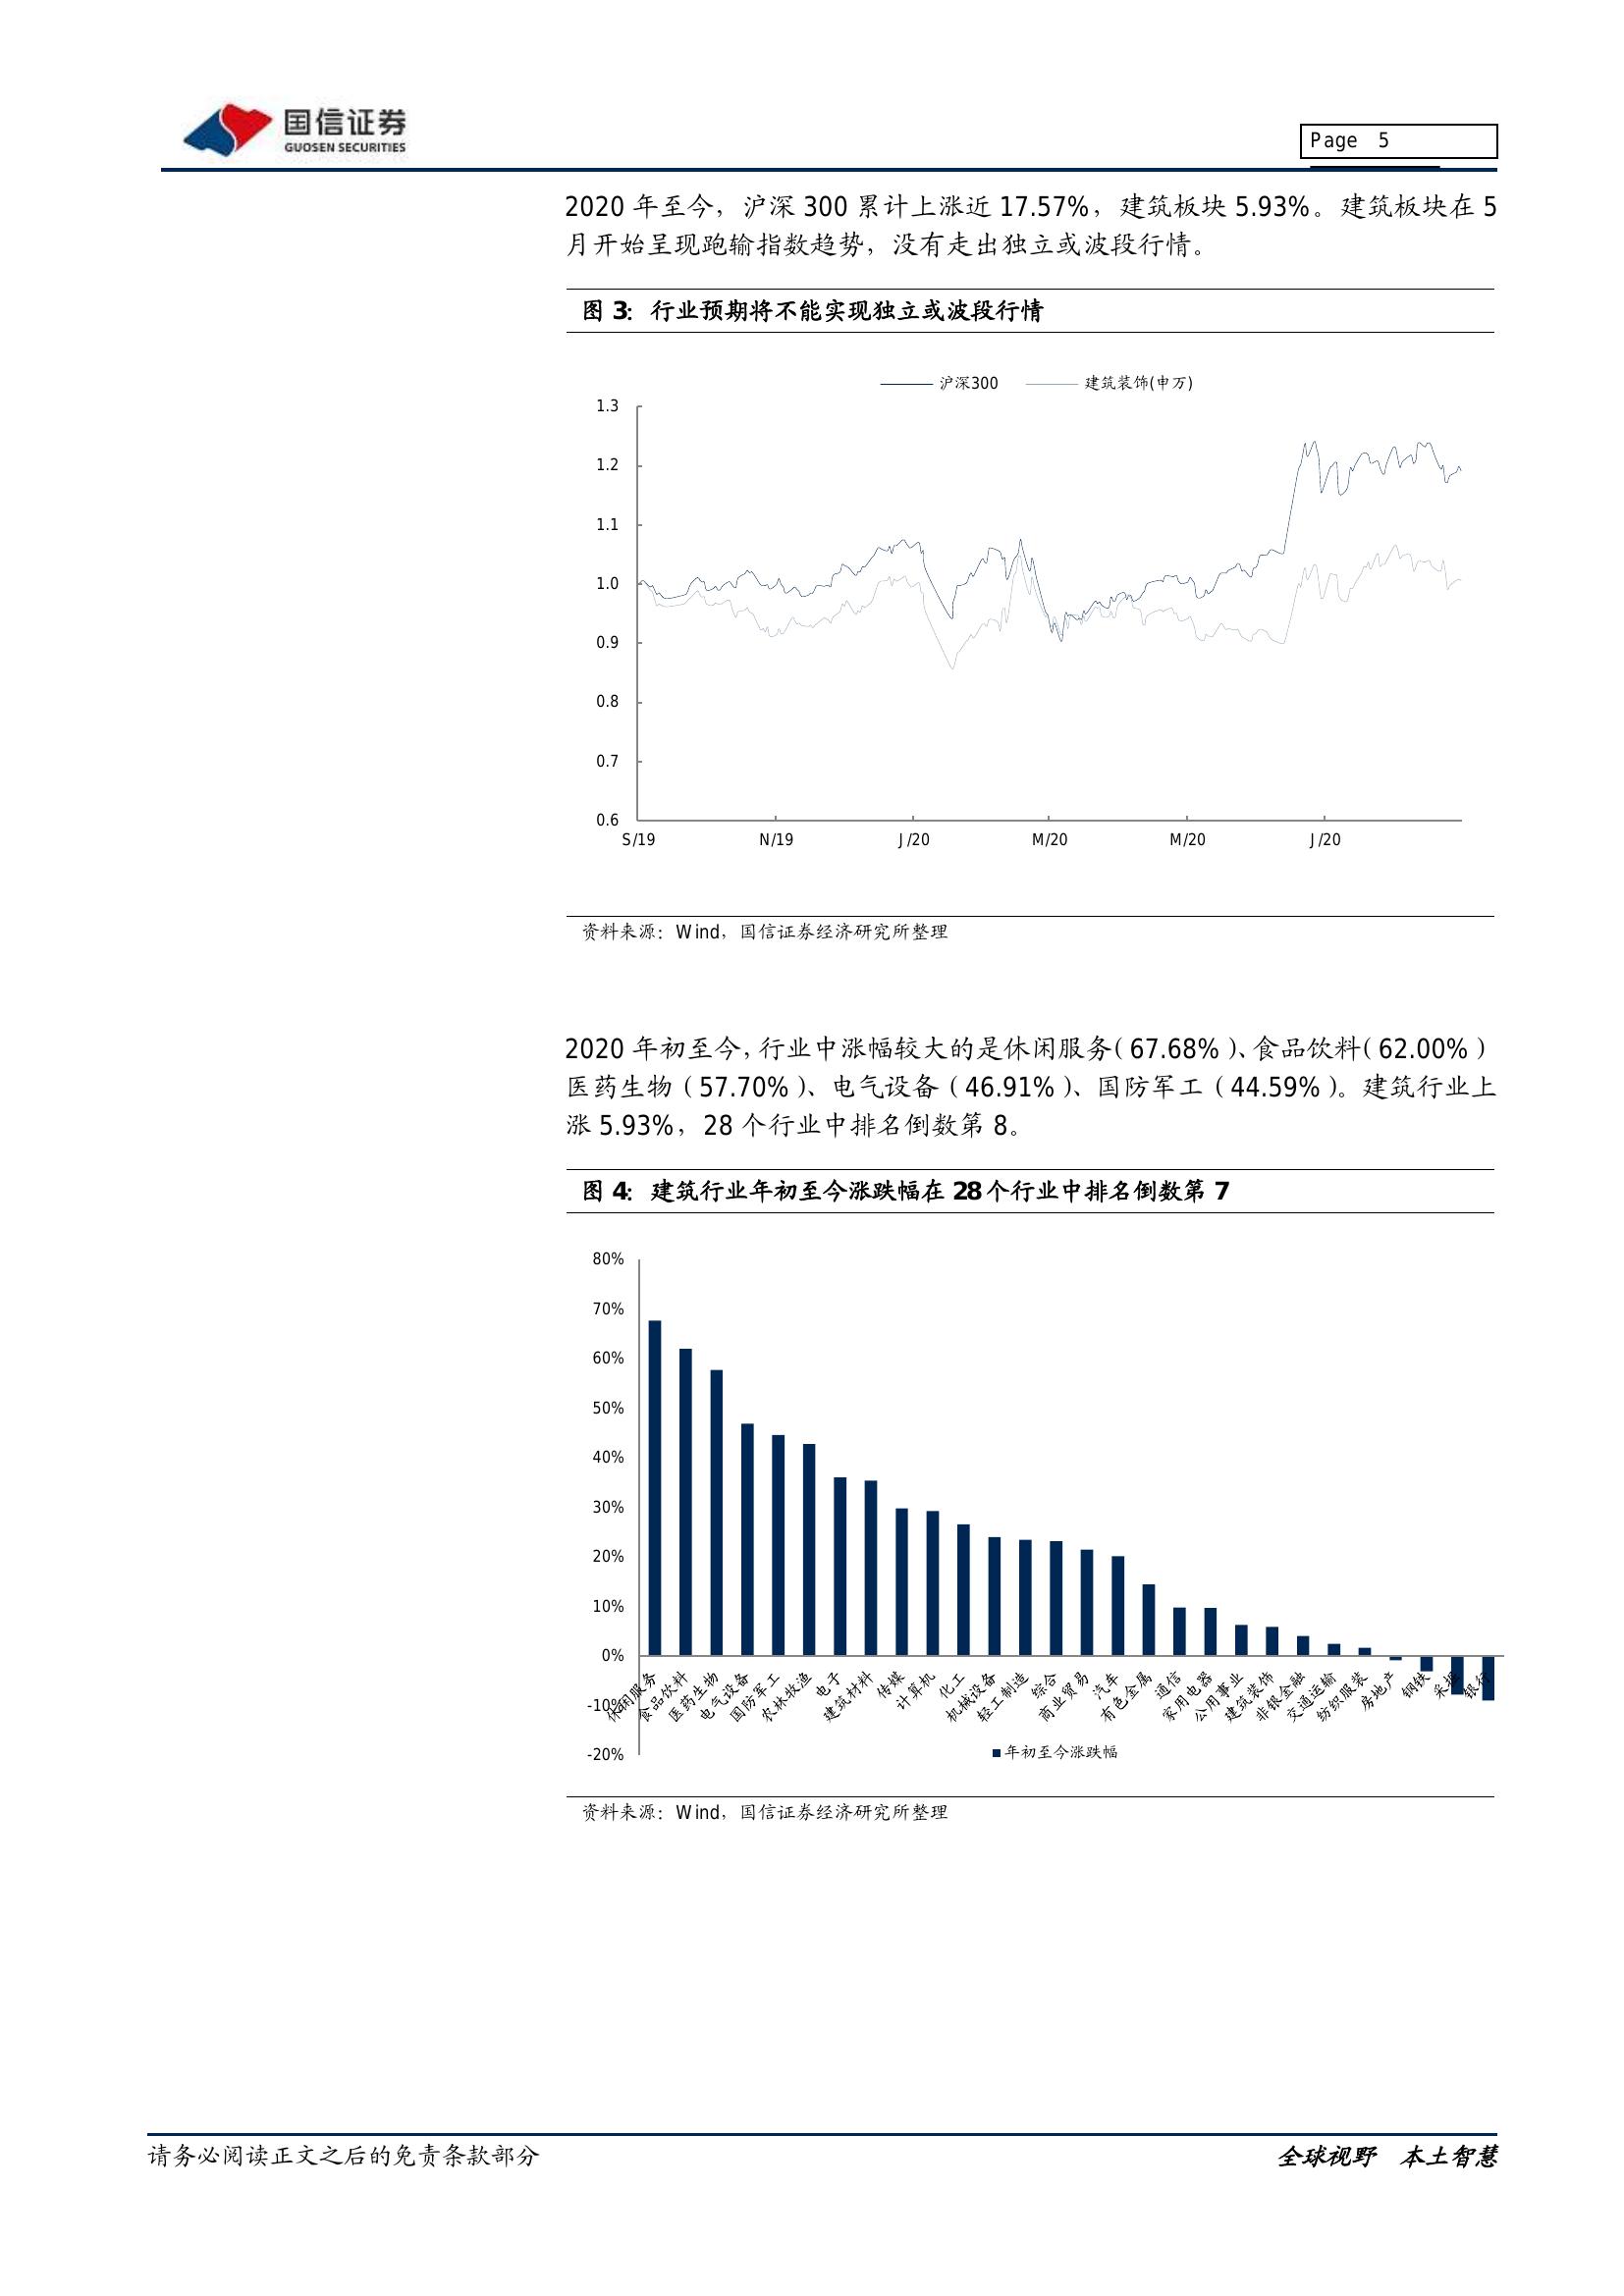 国信证券
GUOSEN SECURITIES
Page 5
2020 年至今，沪深 300 累计上涨近 17.57%，建筑板块 5.93%。建筑板块在 5
月开始呈现跑输指数趋势，没有走出独立或波段行情。
图 3: 行业预期将不能实现独立或波段行情
沪深300 建筑装饰(申万)
1.3
1.2
1.1
1.0
0.9
0.8
0.7
0.6
S/19 N/19 J/20 M/20 M/20 J/20
资料来源：Wind，国信证券经济研究所整理
2020 年初至今，行业中涨幅较大的是休闲服务（67.68%）、食品饮料（62.00%）
医药生物（57.70%）、电气设备（46.91%）、国防军工（44.59%）。建筑行业上
涨 5.93%，28 个行业中排名倒数第 8。
图 4: 建筑行业年初至今涨跌幅在 28 个行业中排名倒数第 7
80%
70%
60%
50%
40%
30%
20%
10%
0%
-10%
-20%
休闲服务 食品饮料 医药生物 电气设备 国防军工 农林牧渔 电子 建筑材料 传媒 计算机 化工 机械设备 轻工制造 综合 商业贸易 汽车 有色金属 通信 家用电器 公用事业 建筑装饰 非银金融 交通运输 纺织服装 房地产 钢铁 采掘 银行
年初至今涨跌幅
资料来源：Wind，国信证券经济研究所整理
请务必阅读正文之后的免责条款部分
全球视野 本土智慧